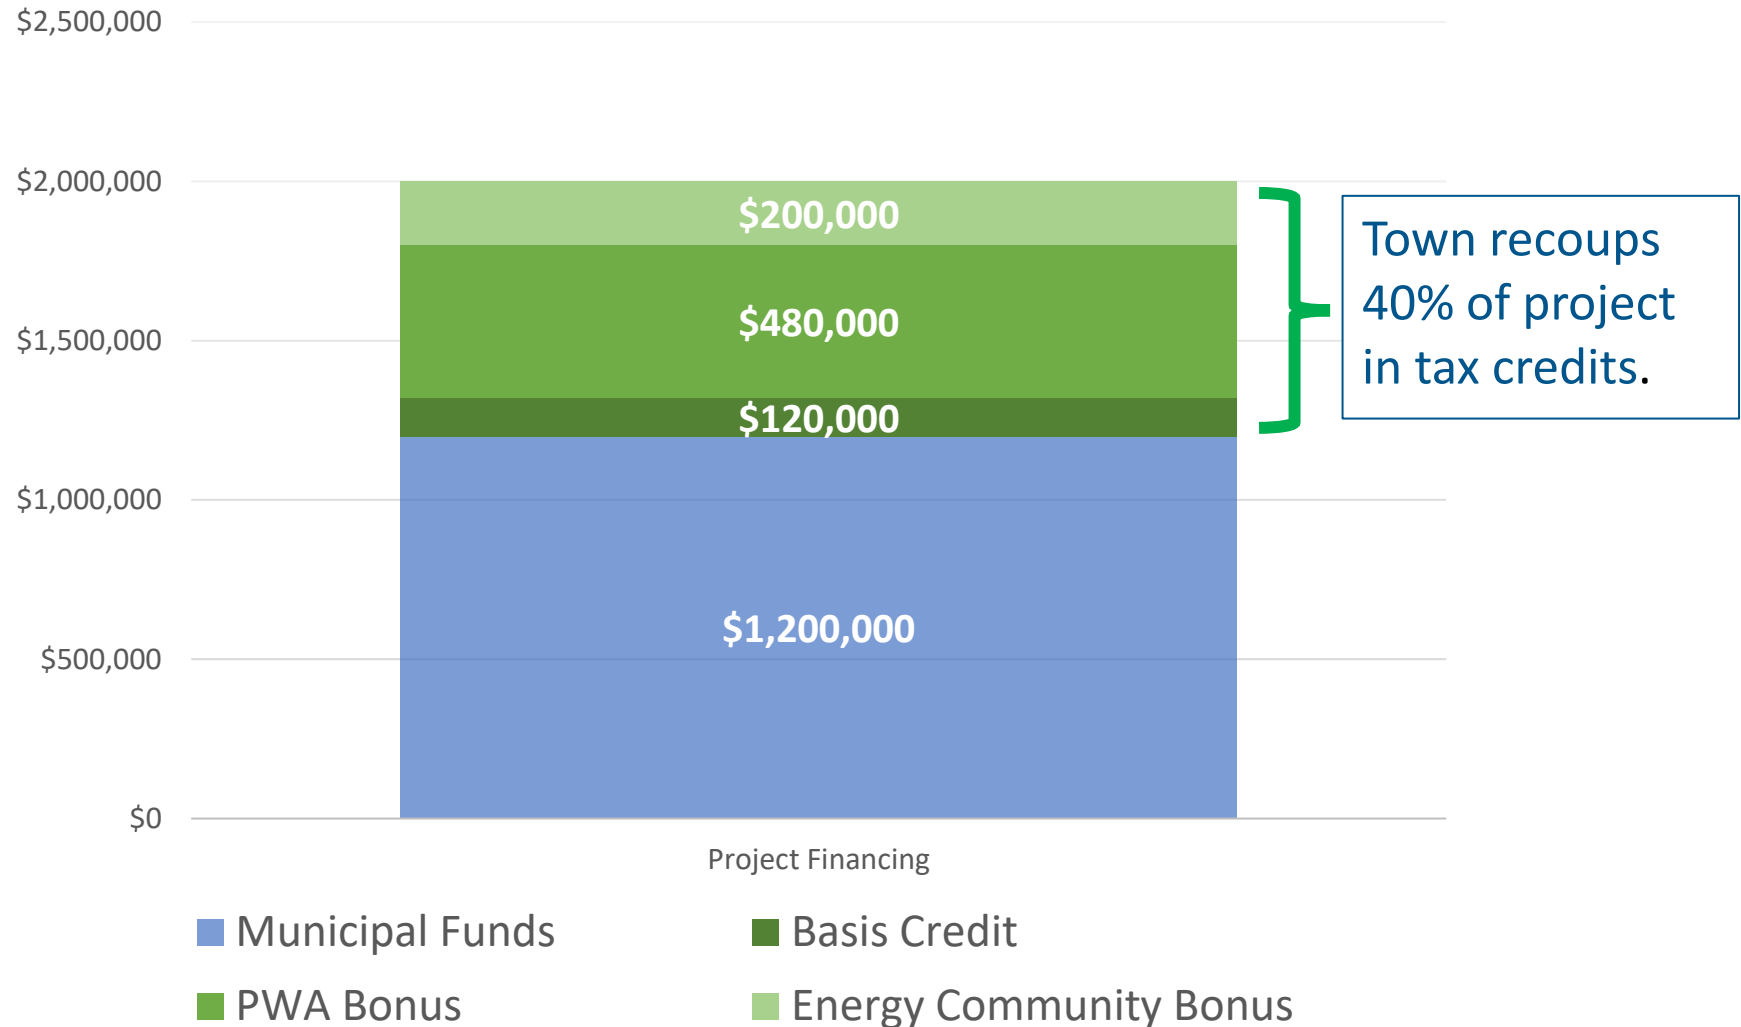 $2,500,000
$2,000,000
$1,500,000
$1,000,000
$500,000
$0
$200,000
$480,000
$120,000
$1,200,000
Town recoups
40% of project
in tax credits.
Project Financing
Municipal Funds
Basis Credit
PWA Bonus
Energy Community Bonus